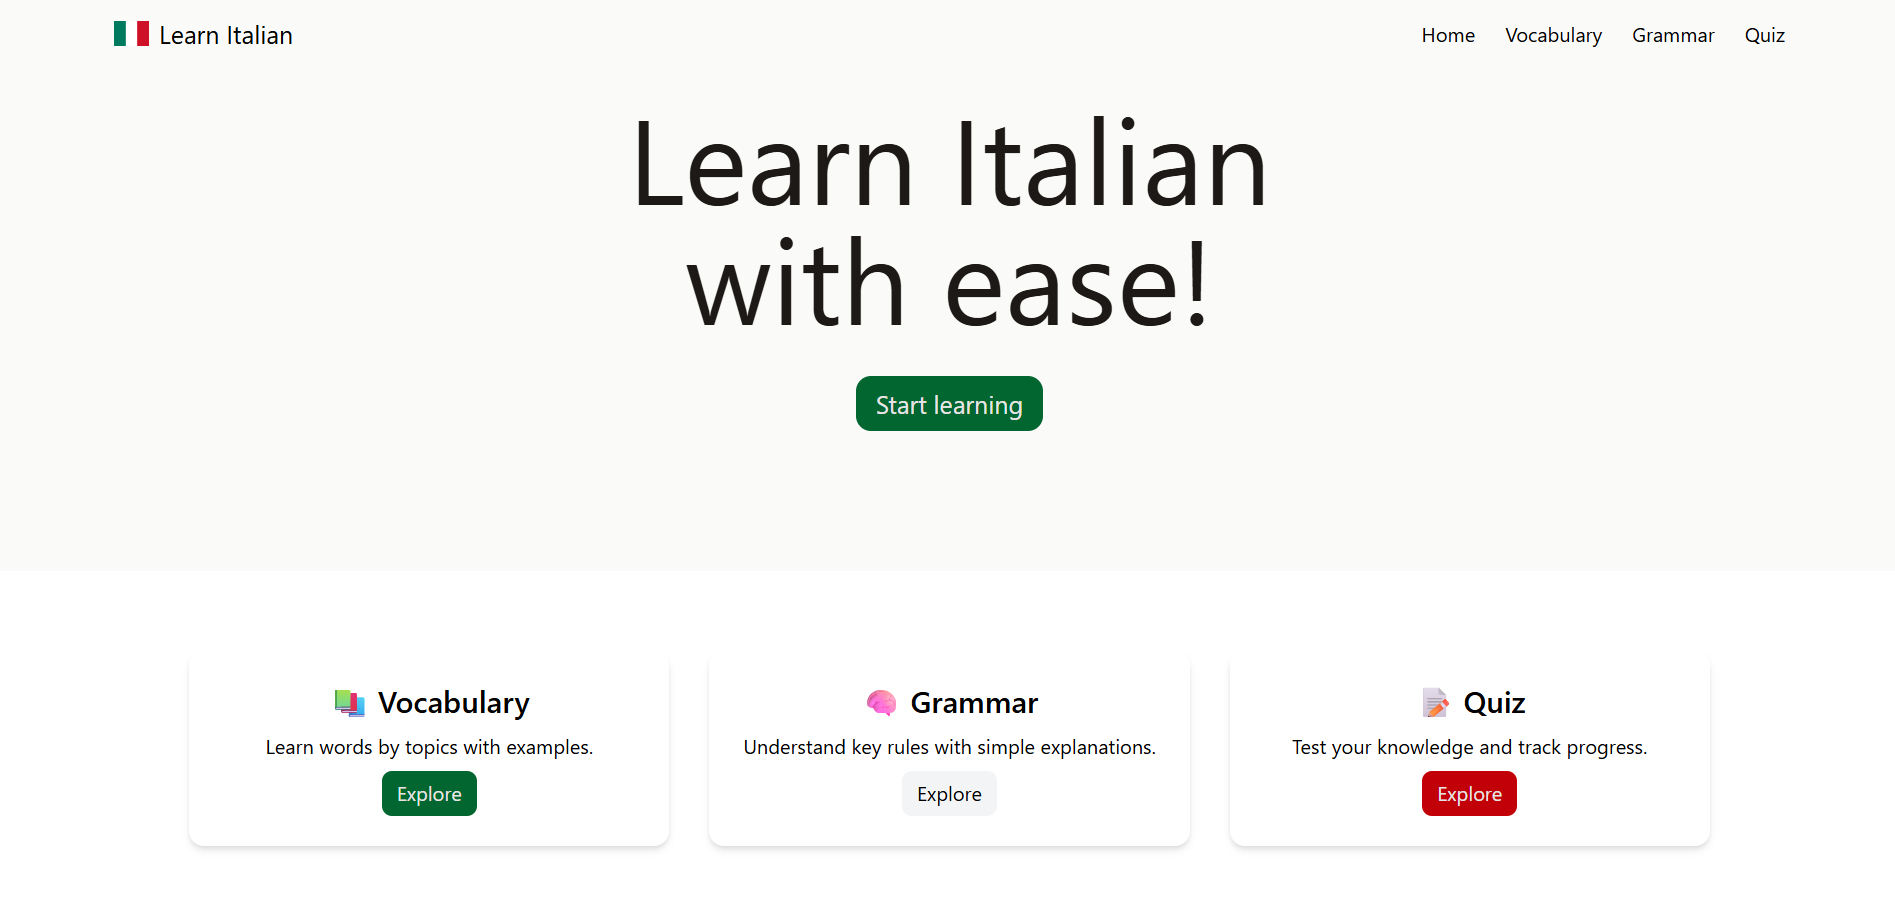 Learn Italian
Home Vocabulary Grammar Quiz
Learn Italian
with ease!
Start learning
Vocabulary
Learn words by topics with examples.
Explore
Grammar
Understand key rules with simple explanations.
Explore
Quiz
Test your knowledge and track progress.
Explore